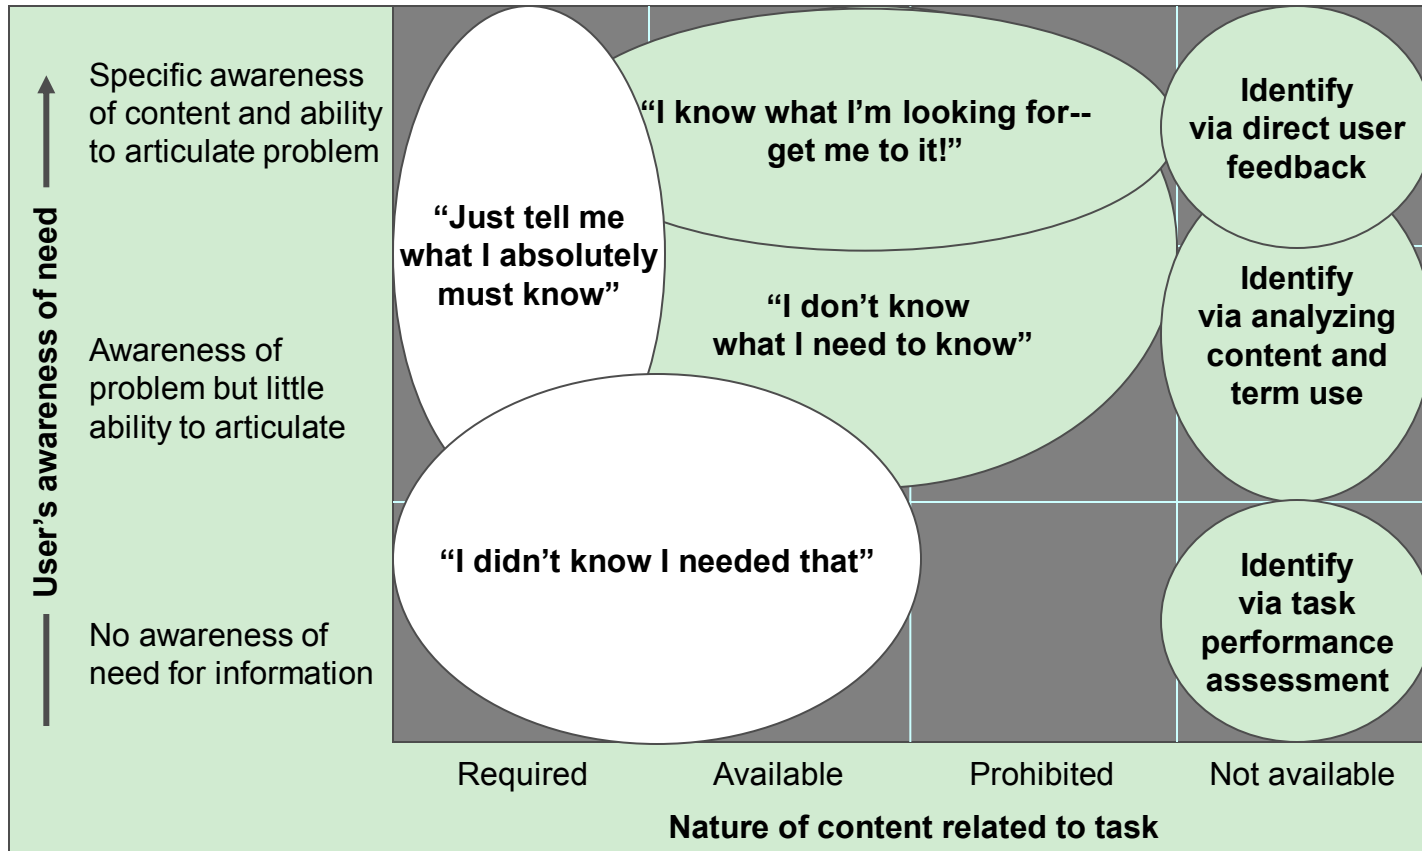 User's awareness of need
Specific awareness
of content and ability
to articulate problem
Awareness of
problem but little
ability to articulate
No awareness of
need for information
“Just tell me
what I absolutely
must know”
“I know what I'm looking for--
get me to it!”
“I don't know
what I need to know”
“I didn't know I needed that”
Identify
via direct user
feedback
Identify
via analyzing
content and
term use
Identify
via task
performance
assessment
Required
Available
Prohibited
Not available
Nature of content related to task